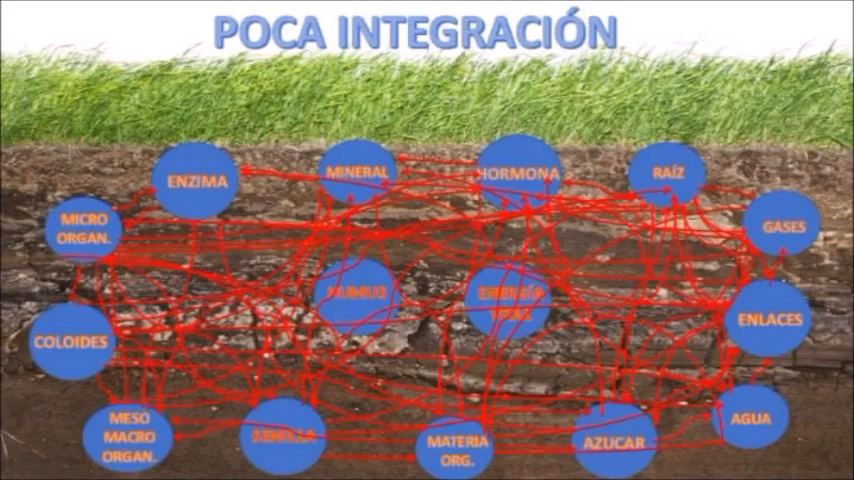 POCA INTEGRACIÓN
ENZIMA
MINERAL
HORMONA
RAÍZ
MICRO
ORGAN.
GASES
HUMUS
ENERGÍA
COLOIDES
ENLACES
MESO
MACRO
ORGAN.
SEMILLA
MATERIA
ORG.
AZUCAR
AGUA